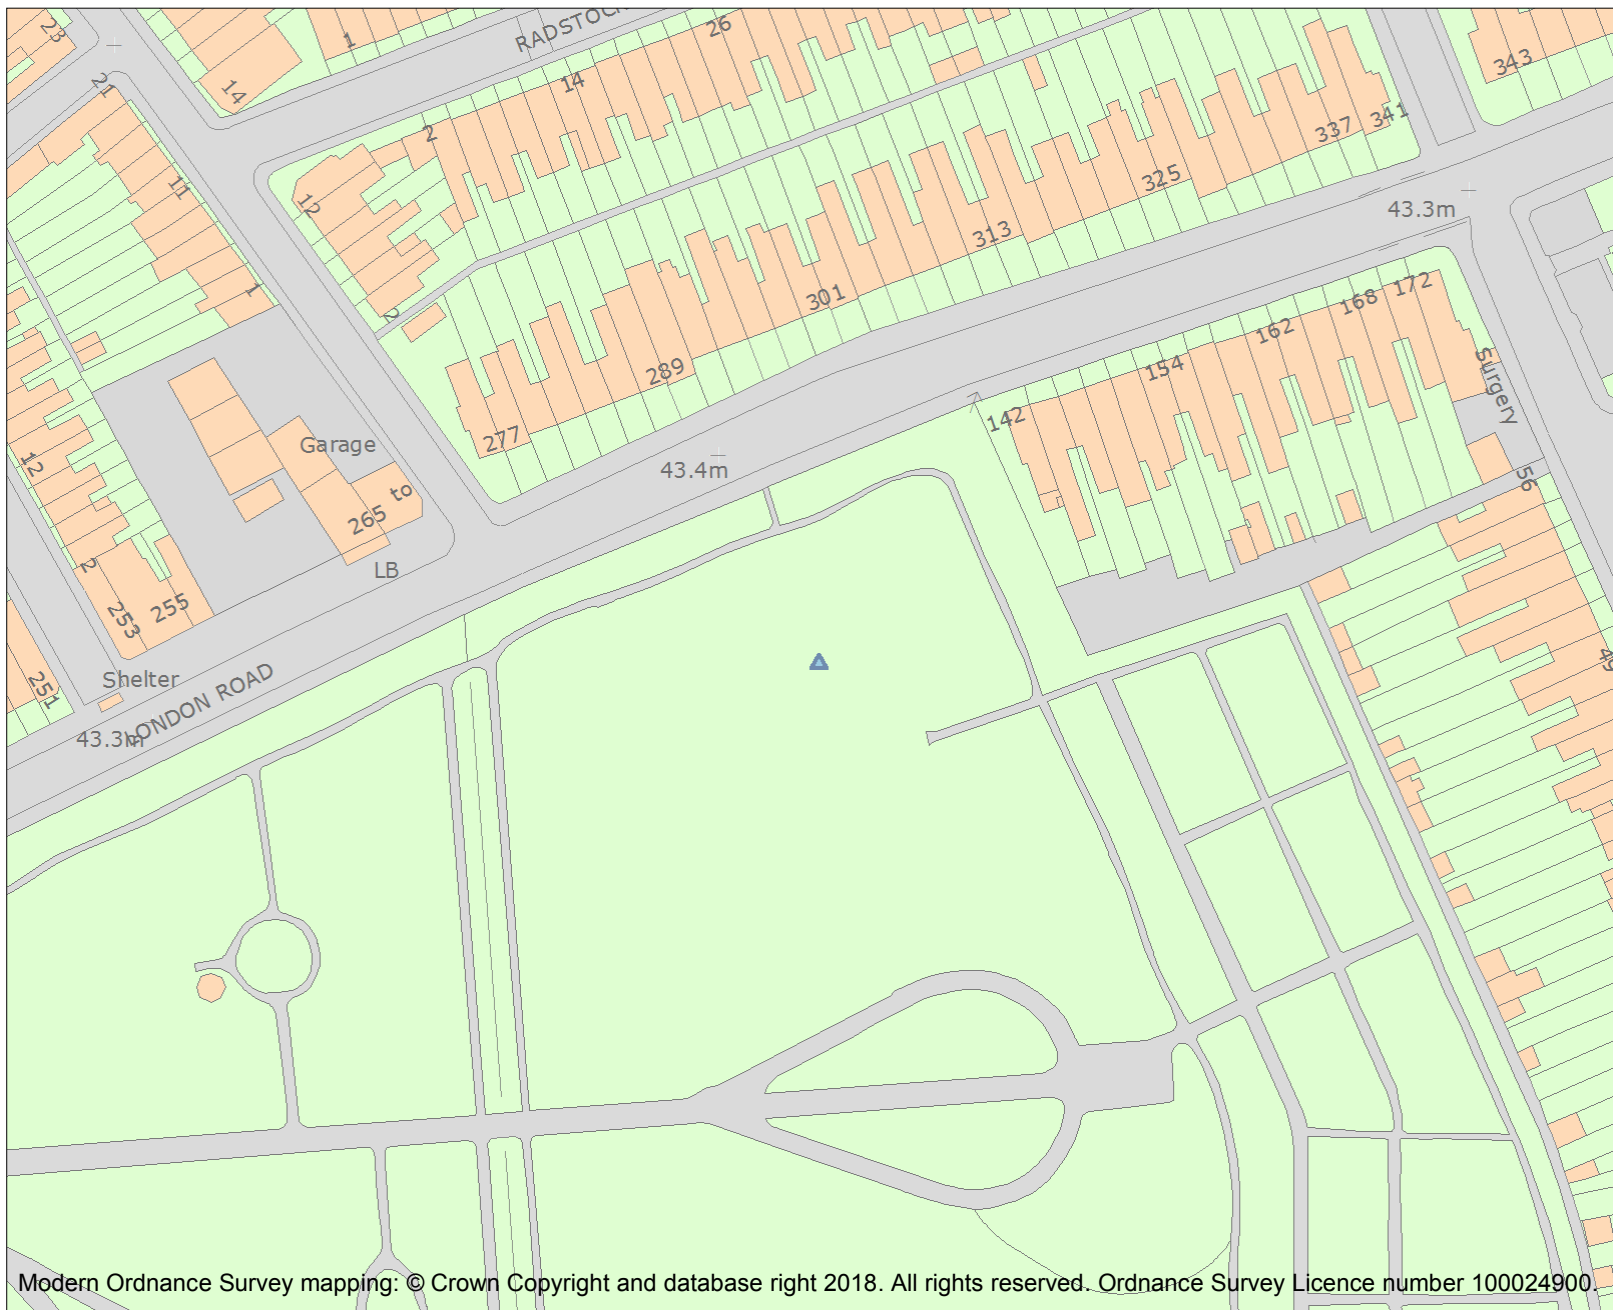 23
1
RADSTOCK
26
14
343
21
14
2
341
337
11
12
325
43.3m
313
1
2
301
172
168
162
289
154
Surgery
142
277
Garage
43.4m
12
56
265 to
LB
2
255
253
49
251
Shelter
LONDON ROAD
43.3m
Modern Ordnance Survey mapping: © Crown Copyright and database right 2018. All rights reserved. Ordnance Survey Licence number 100024900.